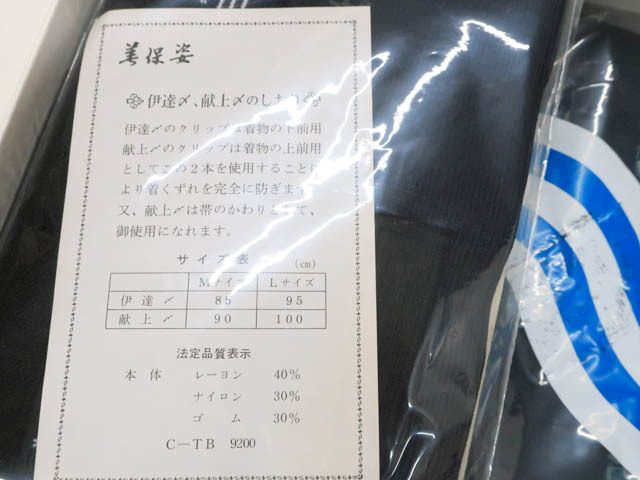 美保姿
伊達〆、献上〆のしおり
伊達〆のクリップは着物の下前用
献上〆のクリップは着物の上前用
としてこの2本を使用することに
より着くずれを完全に防ぎます。
又、献上〆は帯のかわりとして、
御使用になれます。
サイズ表 (cm)
Mサイズ Lサイズ
伊達〆 85 95
献上〆 90 100
法定品質表示
本体 レーヨン 40%
ナイロン 30%
ゴム 30%
C—TB 9200